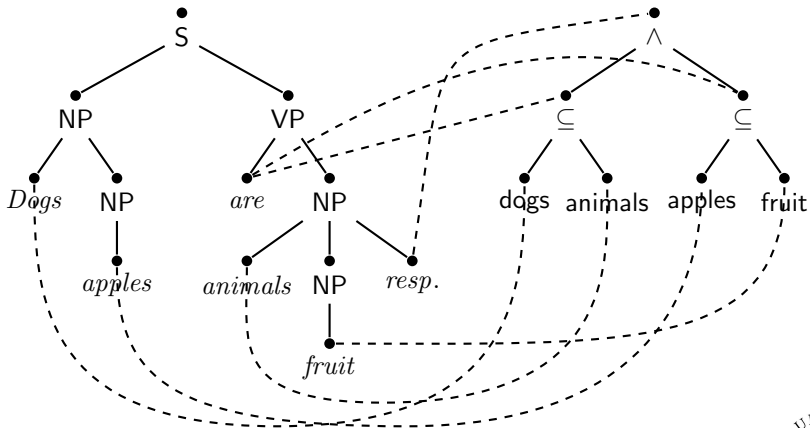 S ∧
NP VP ⊆ ⊆
Dogs NP are NP dogs animals apples fruit
apples animals NP resp.
fruit